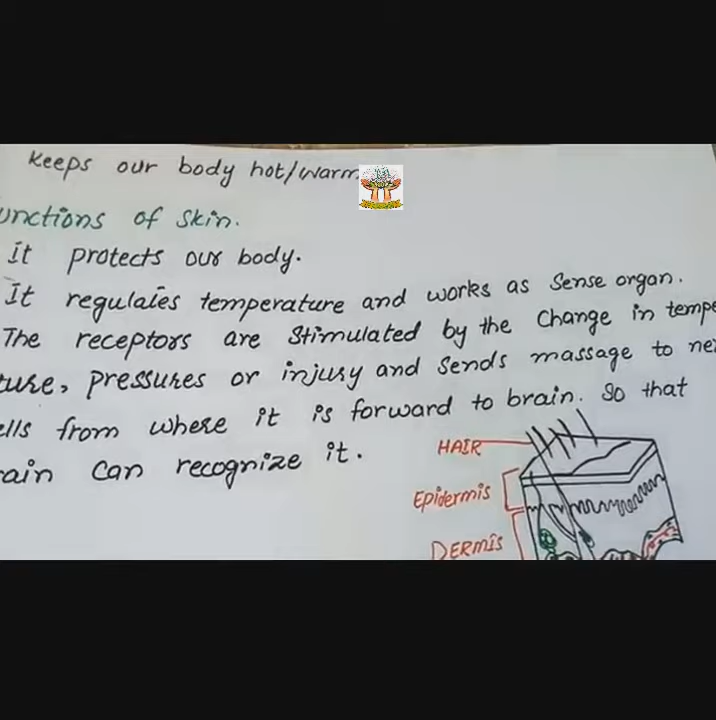 Keeps our body hot/warm
unctions of skin.
It protects our body.
It regulates temperature and works as sense organ.
The receptors are stimulated by the change in tempe
ture, pressures or injury and sends massage to ne
ells from where it is forward to brain. so that
rain can recognize it.
HAIR
Epidermis
DERMIS